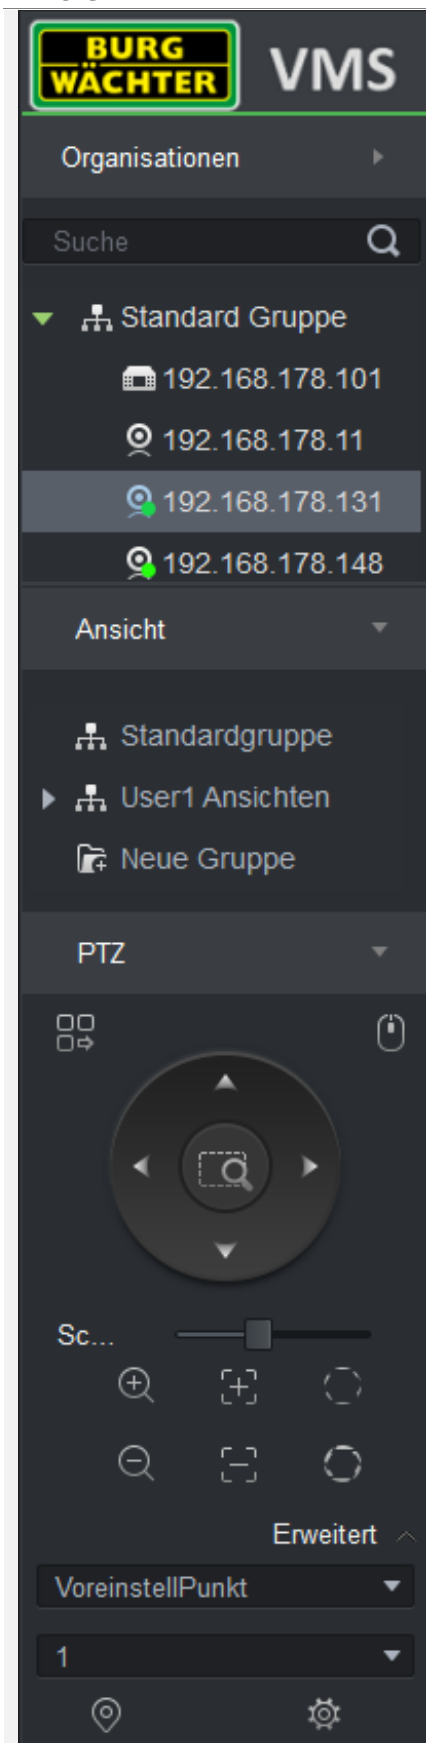 BURG
WÄCHTER
VMS
Organisationen
Suche
Standard Gruppe
192.168.178.101
192.168.178.11
192.168.178.131
192.168.178.148
Ansicht
Standardgruppe
User1 Ansichten
Neue Gruppe
PTZ
Sc...
Erweitert
VoreinstellPunkt
1